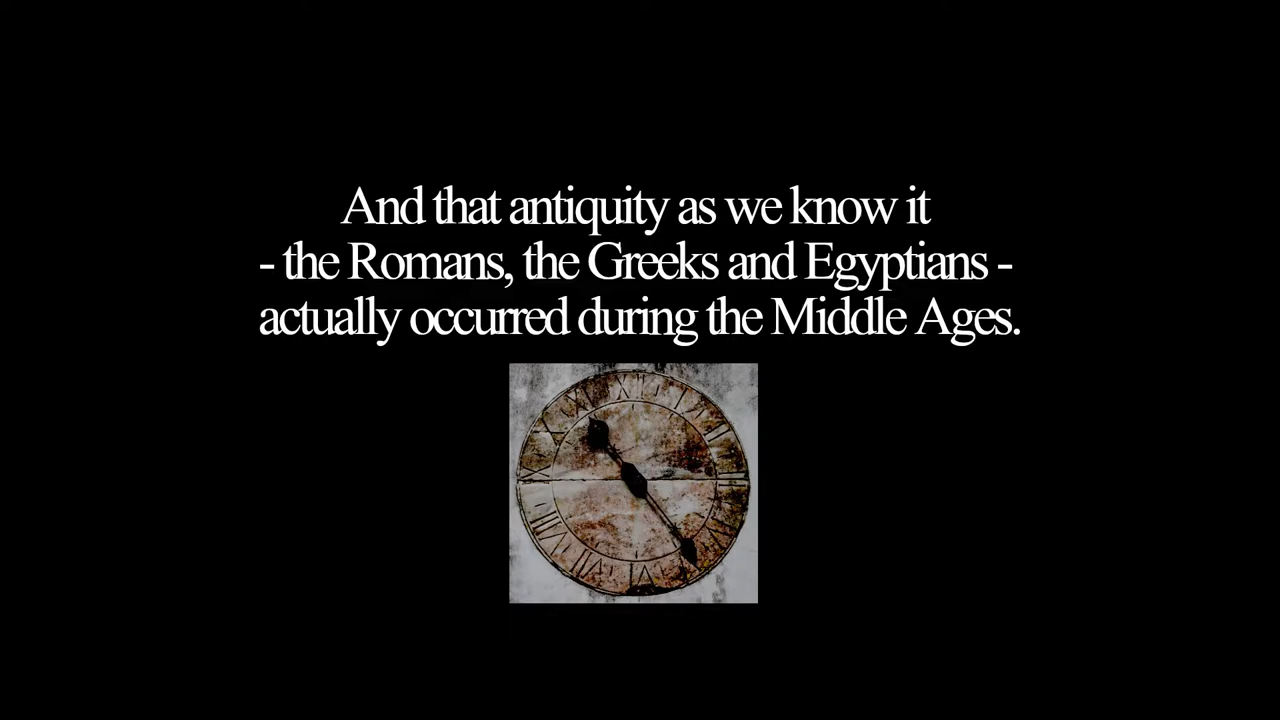 And that antiquity as we know it
- the Romans, the Greeks and Egyptians -
actually occurred during the Middle Ages.